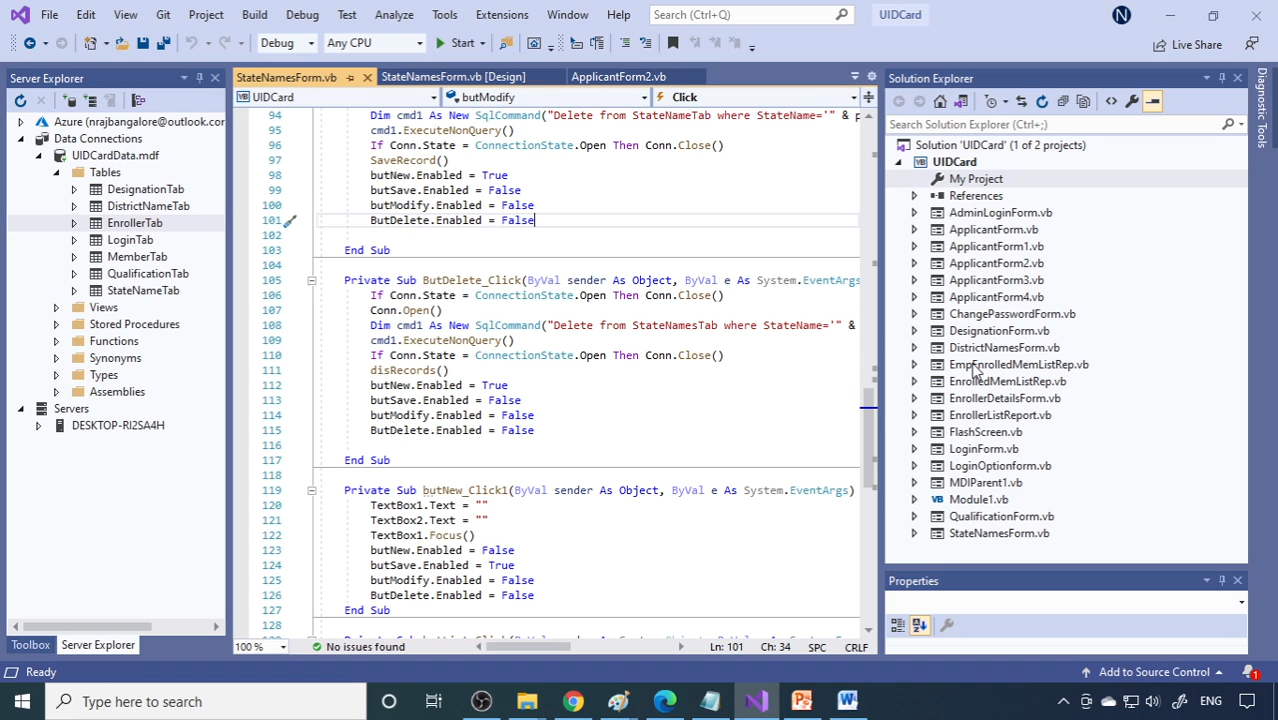 File Edit View Git Project Build Debug Test Analyze Tools Extensions Window Help Search (Ctrl+Q) UIDCard N
Debug Any CPU Start Live Share
Server Explorer
Azure (nrajbangalore@outlook.cor
Data Connections
UIDCardData.mdf
Tables
DesignationTab
DistrictNameTab
EnrollerTab
LoginTab
MemberTab
QualificationTab
StateNameTab
Views
Stored Procedures
Functions
Synonyms
Types
Assemblies
Servers
DESKTOP-RI2SA4H
Toolbox Server Explorer
StateNamesForm.vb StateNamesForm.vb [Design] ApplicantForm2.vb
UIDCard butModify Click
94 Dim cmd1 As New SqlCommand("Delete from StateNameTab where StateName='" & p
95 cmd1.ExecuteNonQuery()
96 If Conn.State = ConnectionState.Open Then Conn.Close()
97 SaveRecord()
98 butNew.Enabled = True
99 butSave.Enabled = False
100 butModify.Enabled = False
101 ButDelete.Enabled = False
102
103 End Sub
104
105 Private Sub ButDelete_Click(ByVal sender As Object, ByVal e As System.EventArgs
106 If Conn.State = ConnectionState.Open Then Conn.Close()
107 Conn.Open()
108 Dim cmd1 As New SqlCommand("Delete from StateNamesTab where StateName='" &
109 cmd1.ExecuteNonQuery()
110 If Conn.State = ConnectionState.Open Then Conn.Close()
111 disRecords()
112 butNew.Enabled = True
113 butSave.Enabled = False
114 butModify.Enabled = False
115 ButDelete.Enabled = False
116
117 End Sub
118
119 Private Sub butNew_Click1(ByVal sender As Object, ByVal e As System.EventArgs)
120 TextBox1.Text = ""
121 TextBox2.Text = ""
122 TextBox1.Focus()
123 butNew.Enabled = False
124 butSave.Enabled = True
125 butModify.Enabled = False
126 ButDelete.Enabled = False
127 End Sub
128
100 % No issues found Ln: 101 Ch: 34 SPC CRLF
Solution Explorer
Search Solution Explorer (Ctrl+;)
Solution 'UIDCard' (1 of 2 projects)
UIDCard
My Project
References
AdminLoginForm.vb
ApplicantForm.vb
ApplicantForm1.vb
ApplicantForm2.vb
ApplicantForm3.vb
ApplicantForm4.vb
ChangePasswordForm.vb
DesignationForm.vb
DistrictNamesForm.vb
EmpEnrolledMemListRep.vb
EnrolledMemListRep.vb
EnrollerDetailsForm.vb
EnrollerListReport.vb
FlashScreen.vb
LoginForm.vb
LoginOptionform.vb
MDIParent1.vb
Module1.vb
QualificationForm.vb
StateNamesForm.vb
Properties
Diagnostic Tools
Ready Add to Source Control 1
Type here to search ENG